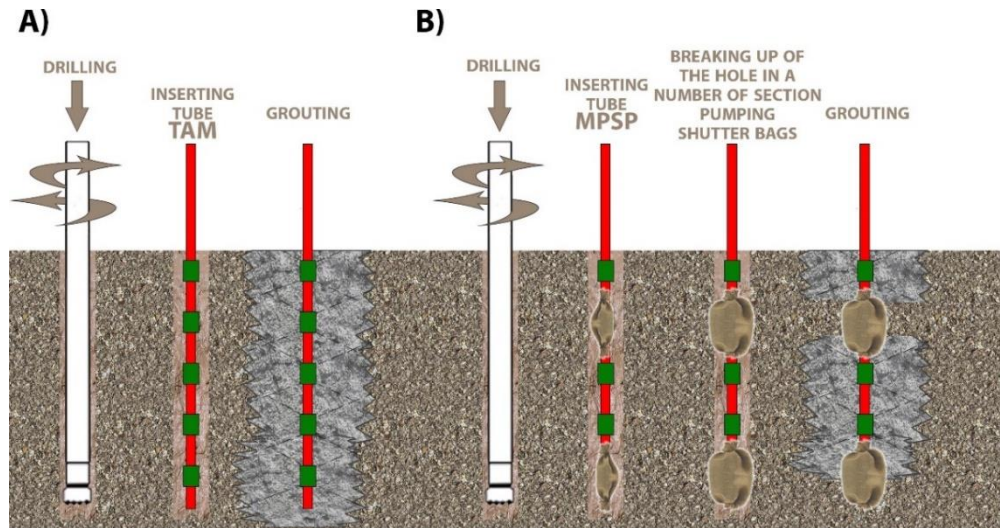 A)
DRILLING
INSERTING
TUBE
TAM
GROUTING
B)
DRILLING
INSERTING
TUBE
MPSP
BREAKING UP OF
THE HOLE IN A
NUMBER OF SECTION
PUMPING
SHUTTER BAGS
GROUTING